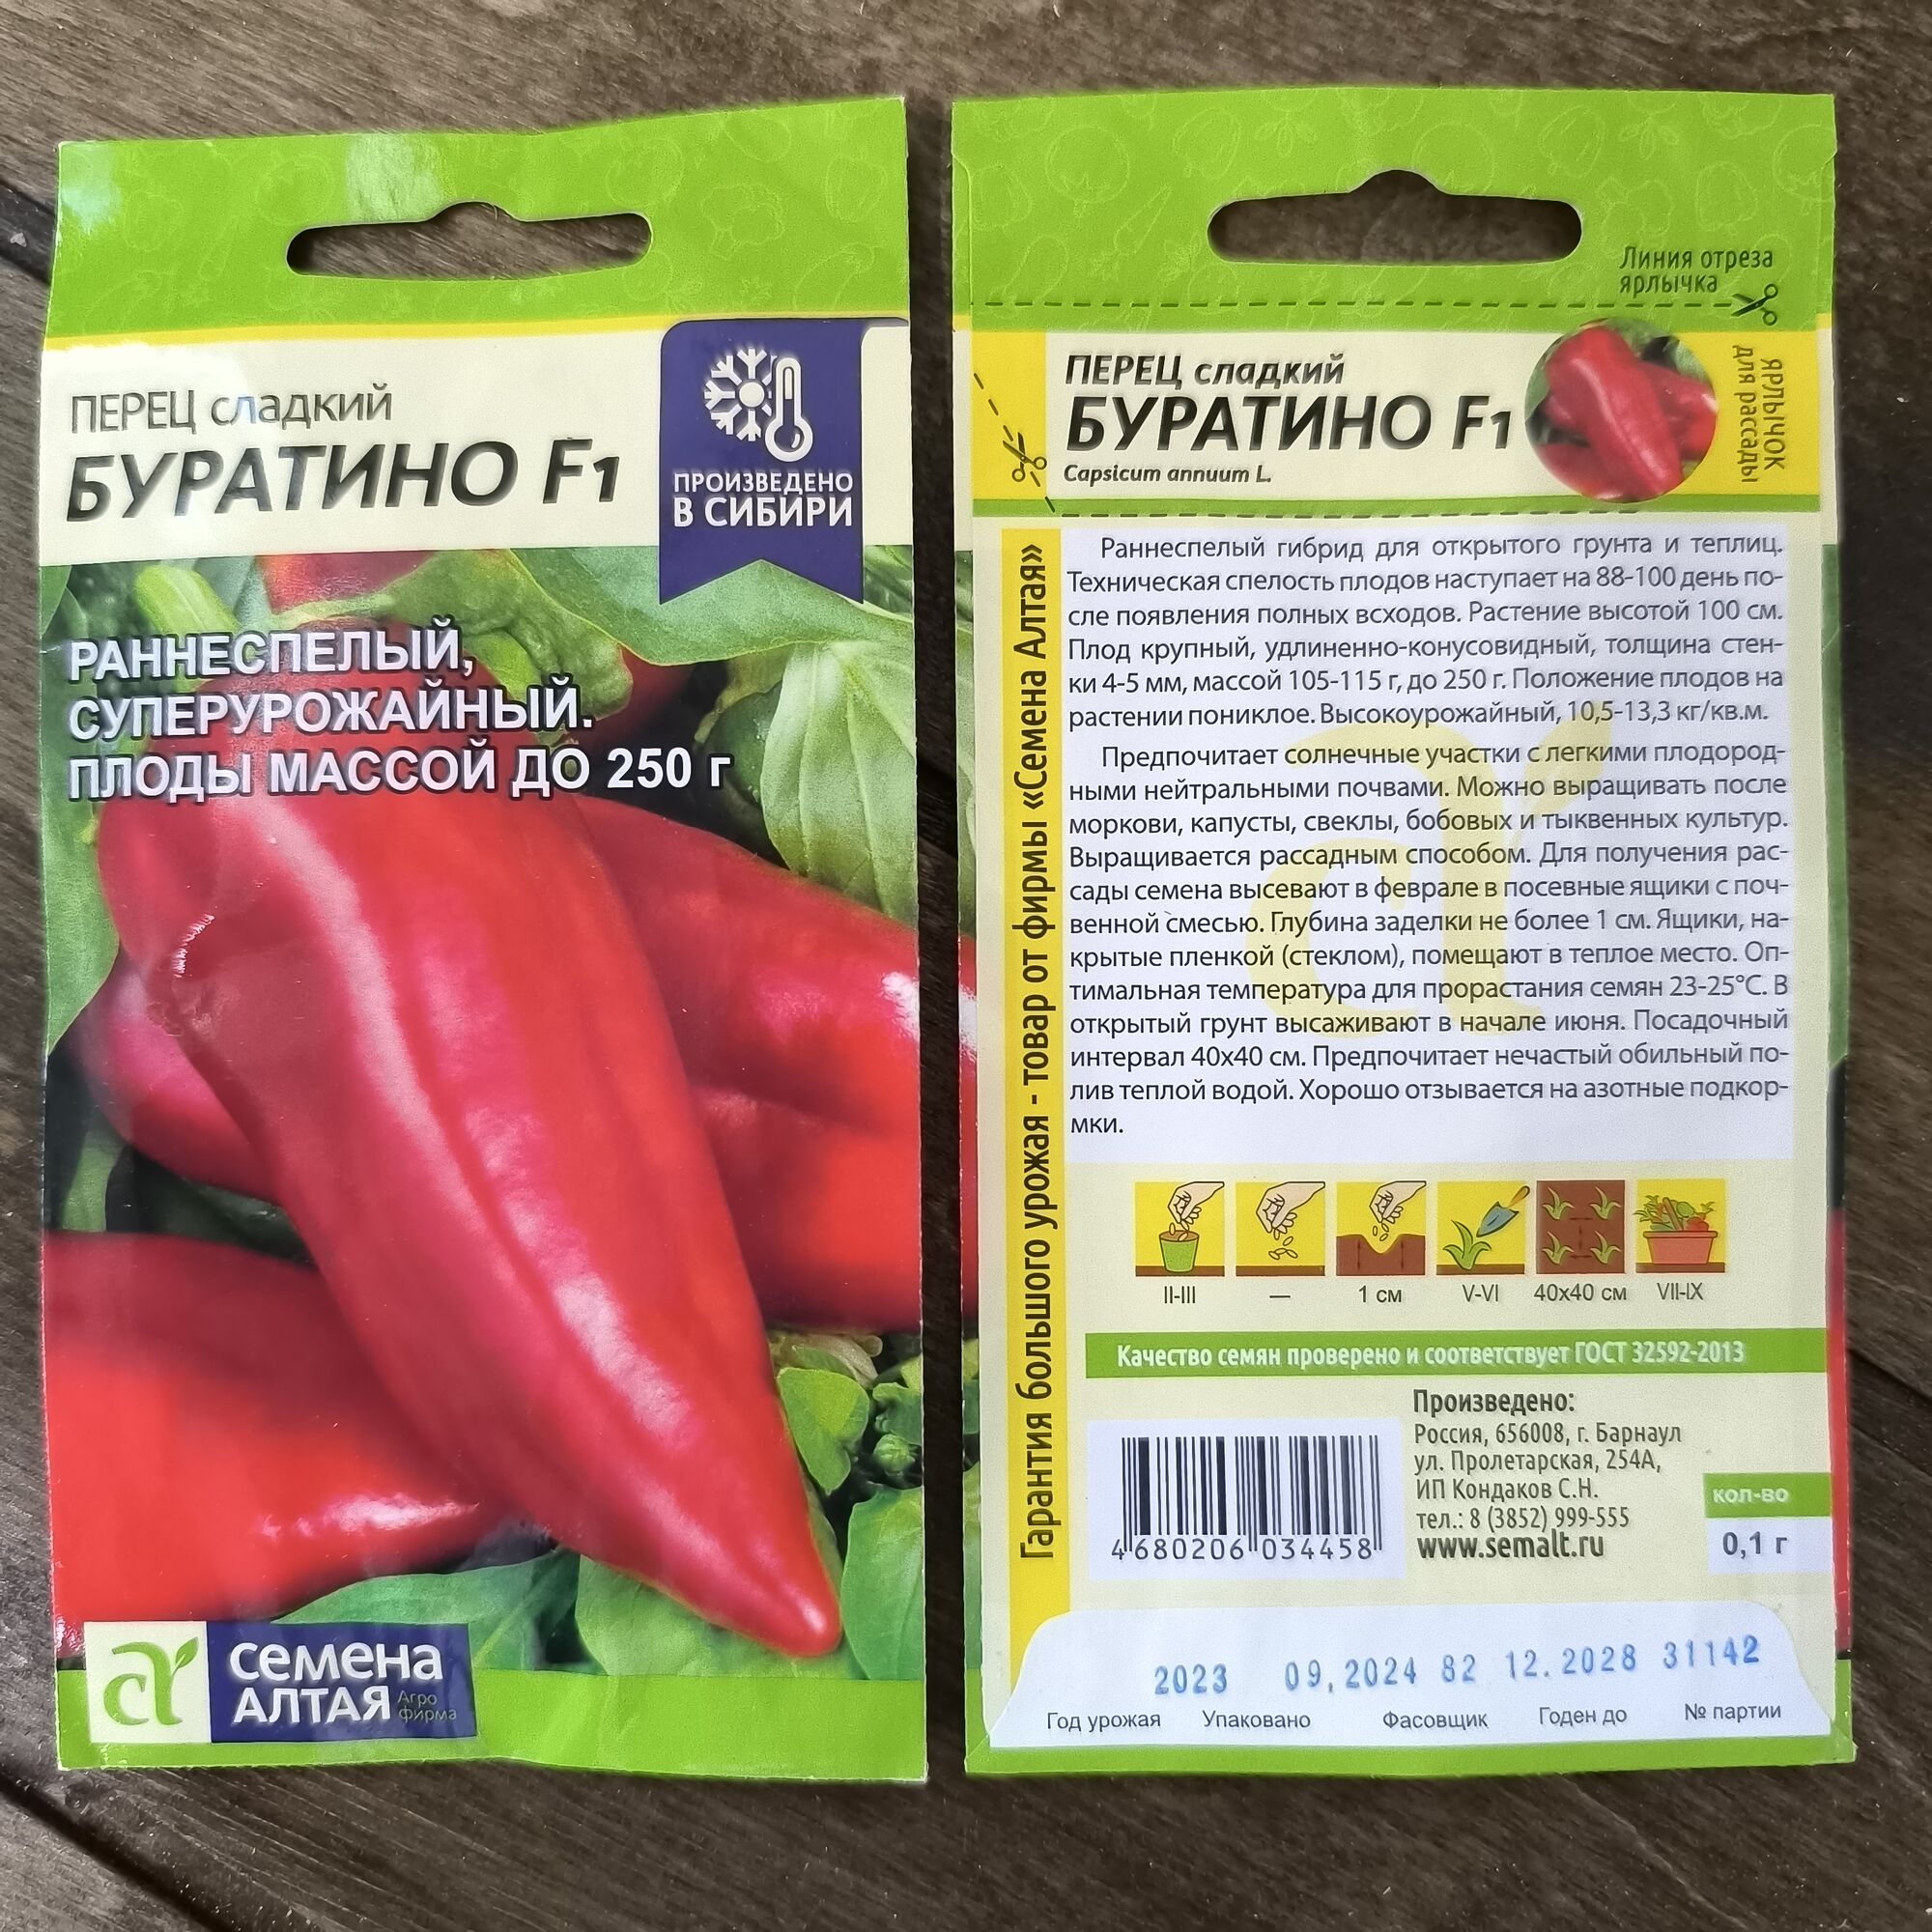 ПЕРЕЦ сладкий
БУРАТИНО F1
ПРОИЗВЕДЕНО
В СИБИРИ
РАННЕСПЕЛЫЙ,
СУПЕРУРОЖАЙНЫЙ.
ПЛОДЫ МАССОЙ ДО 250 г
семена
АЛТАЯ
Агро
фирма
Линия отреза
ярлычка
ПЕРЕЦ сладкий
БУРАТИНО F1
Capsicum annuum L.
ЯРЛЫЧОК
для рассады
Гарантия большого урожая - товар от фирмы «Семена Алтая»
Раннеспелый гибрид для открытого грунта и теплиц.
Техническая спелость плодов наступает на 88-100 день по-
сле появления полных всходов. Растение высотой 100 см.
Плод крупный, удлиненно-конусовидный, толщина стен-
ки 4-5 мм, массой 105-115 г, до 250 г. Положение плодов на
растении пониклое. Высокоурожайный, 10,5-13,3 кг/кв.м.
Предпочитает солнечные участки с легкими плодород-
ными нейтральными почвами. Можно выращивать после
моркови, капусты, свеклы, бобовых и тыквенных культур.
Выращивается рассадным способом. Для получения рас-
сады семена высевают в феврале в посевные ящики с поч-
венной смесью. Глубина заделки не более 1 см. Ящики, на-
крытые пленкой (стеклом), помещают в теплое место. Оп-
тимальная температура для прорастания семян 23-25°С. В
открытый грунт высаживают в начале июня. Посадочный
интервал 40х40 см. Предпочитает нечастый обильный по-
лив теплой водой. Хорошо отзывается на азотные подкор-
мки.
II-III — 1 см V-VI 40х40 см VII-IX
Качество семян проверено и соответствует ГОСТ 32592-2013
Произведено:
Россия, 656008, г. Барнаул
ул. Пролетарская, 254А,
ИП Кондаков С.Н.
тел.: 8 (3852) 999-555
www.semalt.ru
кол-во
0,1 г
4 680206 034458
2023 09.2024 82 12.2028 31142
Год урожая Упаковано Фасовщик Годен до № партии